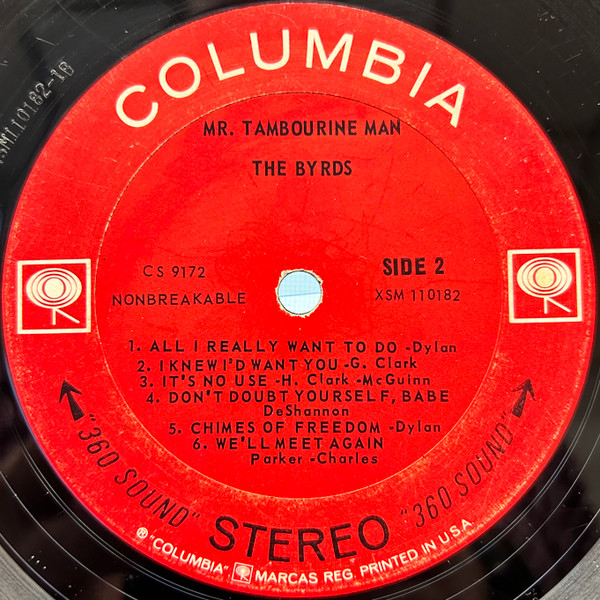 COLUMBIA
MR. TAMBOURINE MAN
THE BYRDS
CS 9172
NONBREAKABLE
SIDE 2
XSM 110182
1. ALL I REALLY WANT TO DO -Dylan
2. I KNEW I'D WANT YOU -G. Clark
3. IT'S NO USE -H. Clark -McGuinn
4. DON'T DOUBT YOURSELF, BABE
DeShannon
5. CHIMES OF FREEDOM -Dylan
6. WE'LL MEET AGAIN
Parker -Charles
"360 SOUND" STEREO "360 SOUND"
® "COLUMBIA" MARCAS REG. PRINTED IN U.S.A.
XSM110182-1B